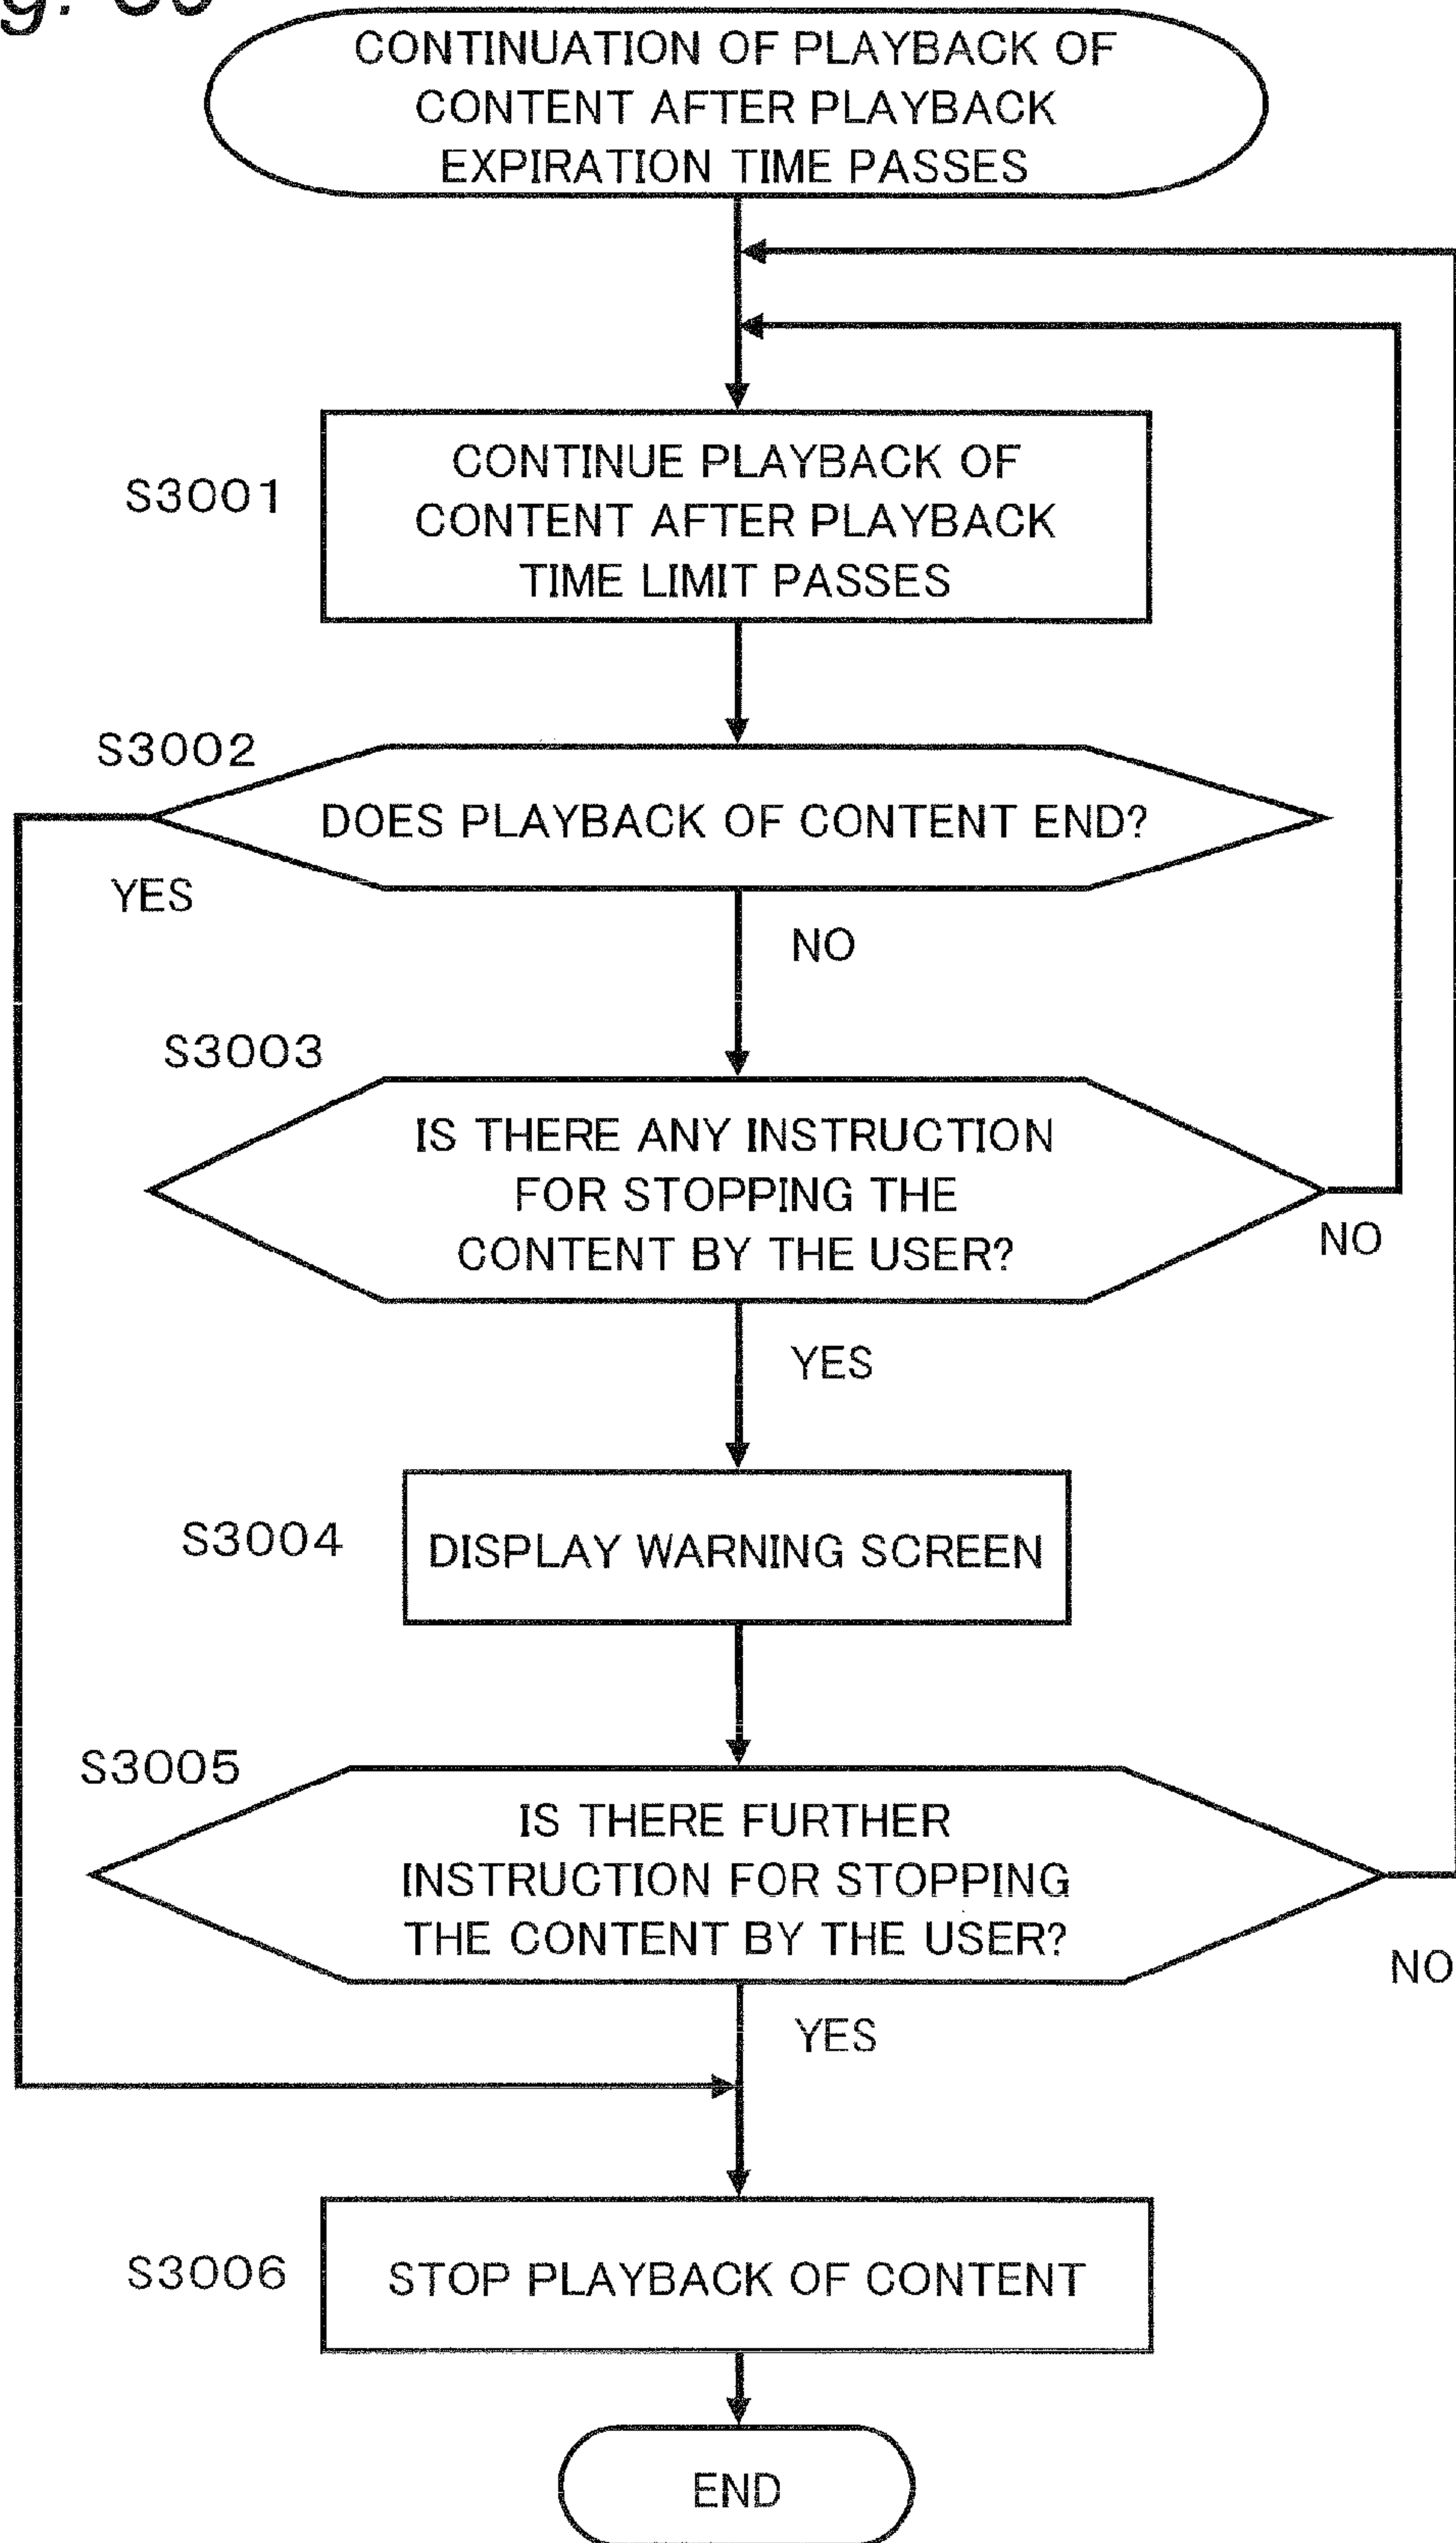 CONTINUATION OF PLAYBACK OF
CONTENT AFTER PLAYBACK
EXPIRATION TIME PASSES
S3001
CONTINUE PLAYBACK OF
CONTENT AFTER PLAYBACK
TIME LIMIT PASSES
S3002
DOES PLAYBACK OF CONTENT END?
YES
NO
S3003
IS THERE ANY INSTRUCTION
FOR STOPPING THE
CONTENT BY THE USER?
NO
YES
S3004
DISPLAY WARNING SCREEN
S3005
IS THERE FURTHER
INSTRUCTION FOR STOPPING
THE CONTENT BY THE USER?
NO
YES
S3006
STOP PLAYBACK OF CONTENT
END